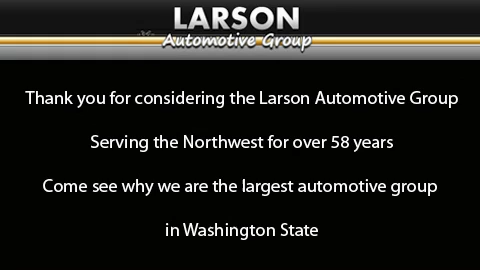 LARSON
Automotive Group
Thank you for considering the Larson Automotive Group
Serving the Northwest for over 58 years
Come see why we are the largest automotive group
in Washington State